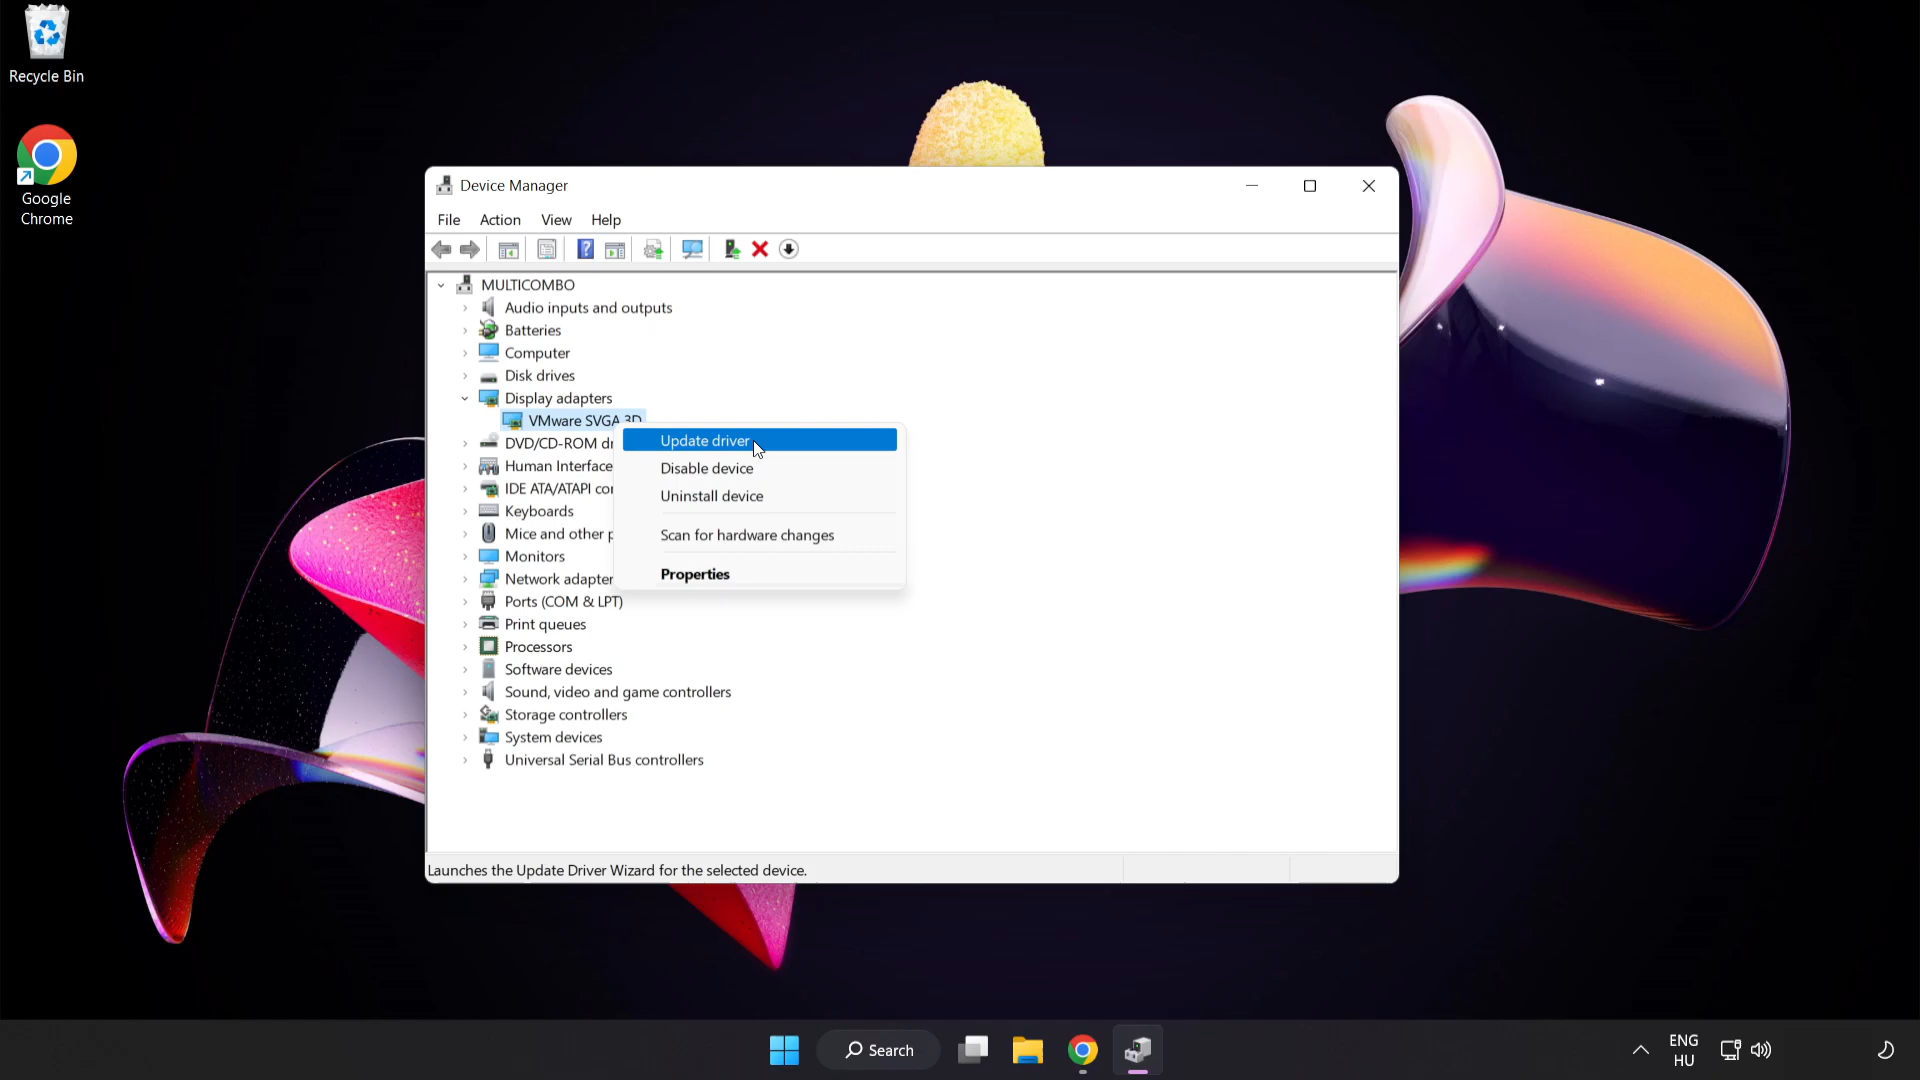 Recycle Bin
Google
Chrome
Device Manager
File Action View Help
MULTICOMBO
Audio inputs and outputs
Batteries
Computer
Disk drives
Display adapters
VMware SVGA 3D
DVD/CD-ROM
Human Interface
IDE ATA/ATAPI
Keyboards
Mice and other
Monitors
Network
Ports (COM & LPT)
Print queues
Processors
Software devices
Sound, video and game controllers
Storage controllers
System devices
Universal Serial Bus controllers
Update driver
Disable device
Uninstall device
Scan for hardware changes
Properties
Launches the Update Driver Wizard for the selected device.
Search
ENG
HU